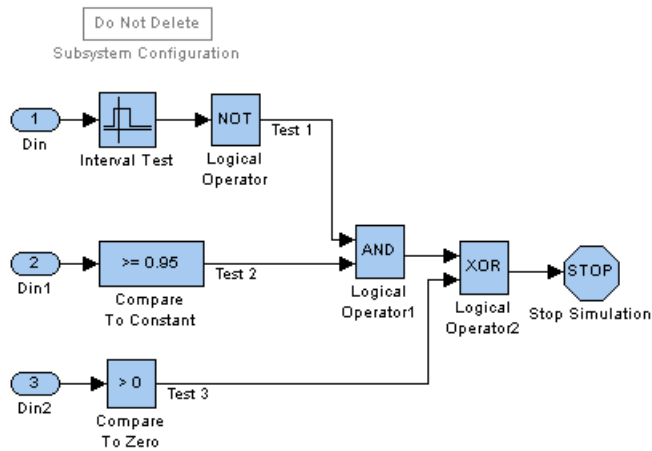 Do Not Delete
Subsystem Configuration
1
Din
Interval Test
NOT
Logical
Operator
Test 1
2
Din1
>= 0.95
Compare
To Constant
Test 2
AND
Logical
Operator1
XOR
Logical
Operator2
STOP
Stop Simulation
3
Din2
> 0
Compare
To Zero
Test 3